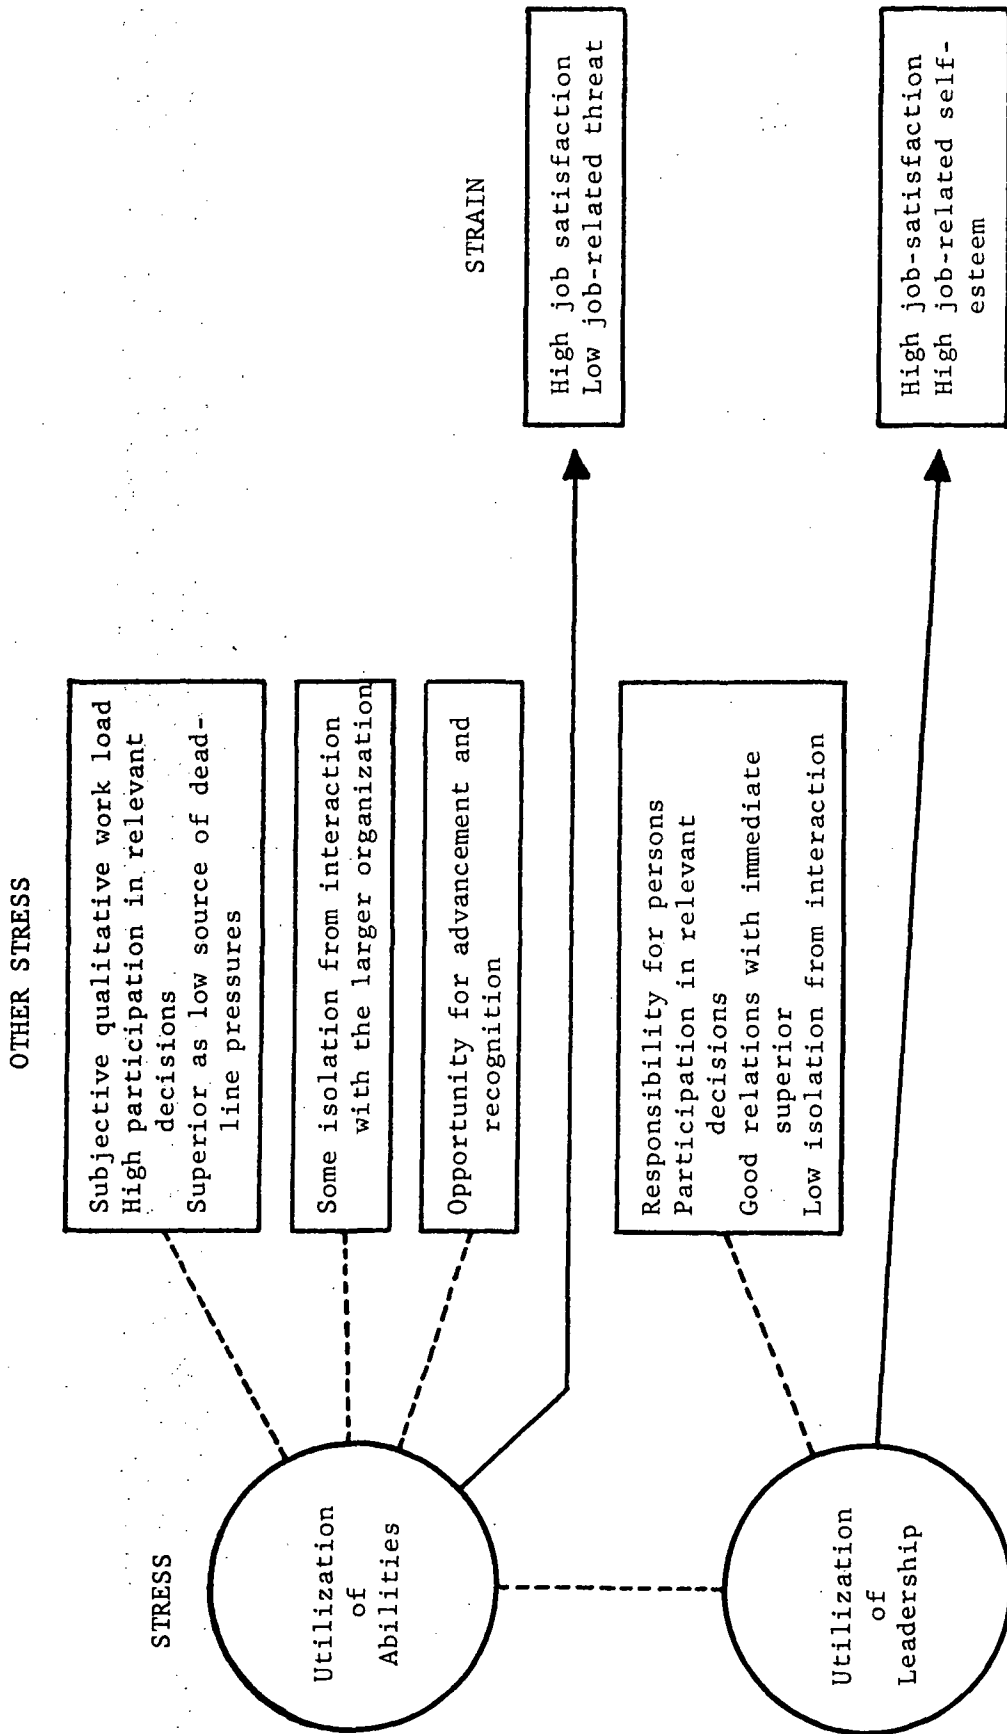 OTHER STRESS
STRESS
STRAIN
Subjective qualitative work load
High participation in relevant
decisions
Superior as low source of dead-
line pressures
Some isolation from interaction
with the larger organization
Opportunity for advancement and
recognition
Utilization
of
Abilities
High job satisfaction
Low job-related threat
Responsibility for persons
Participation in relevant
decisions
Good relations with immediate
superior
Low isolation from interaction
Utilization
of
Leadership
High job-satisfaction
High job-related self-
esteem